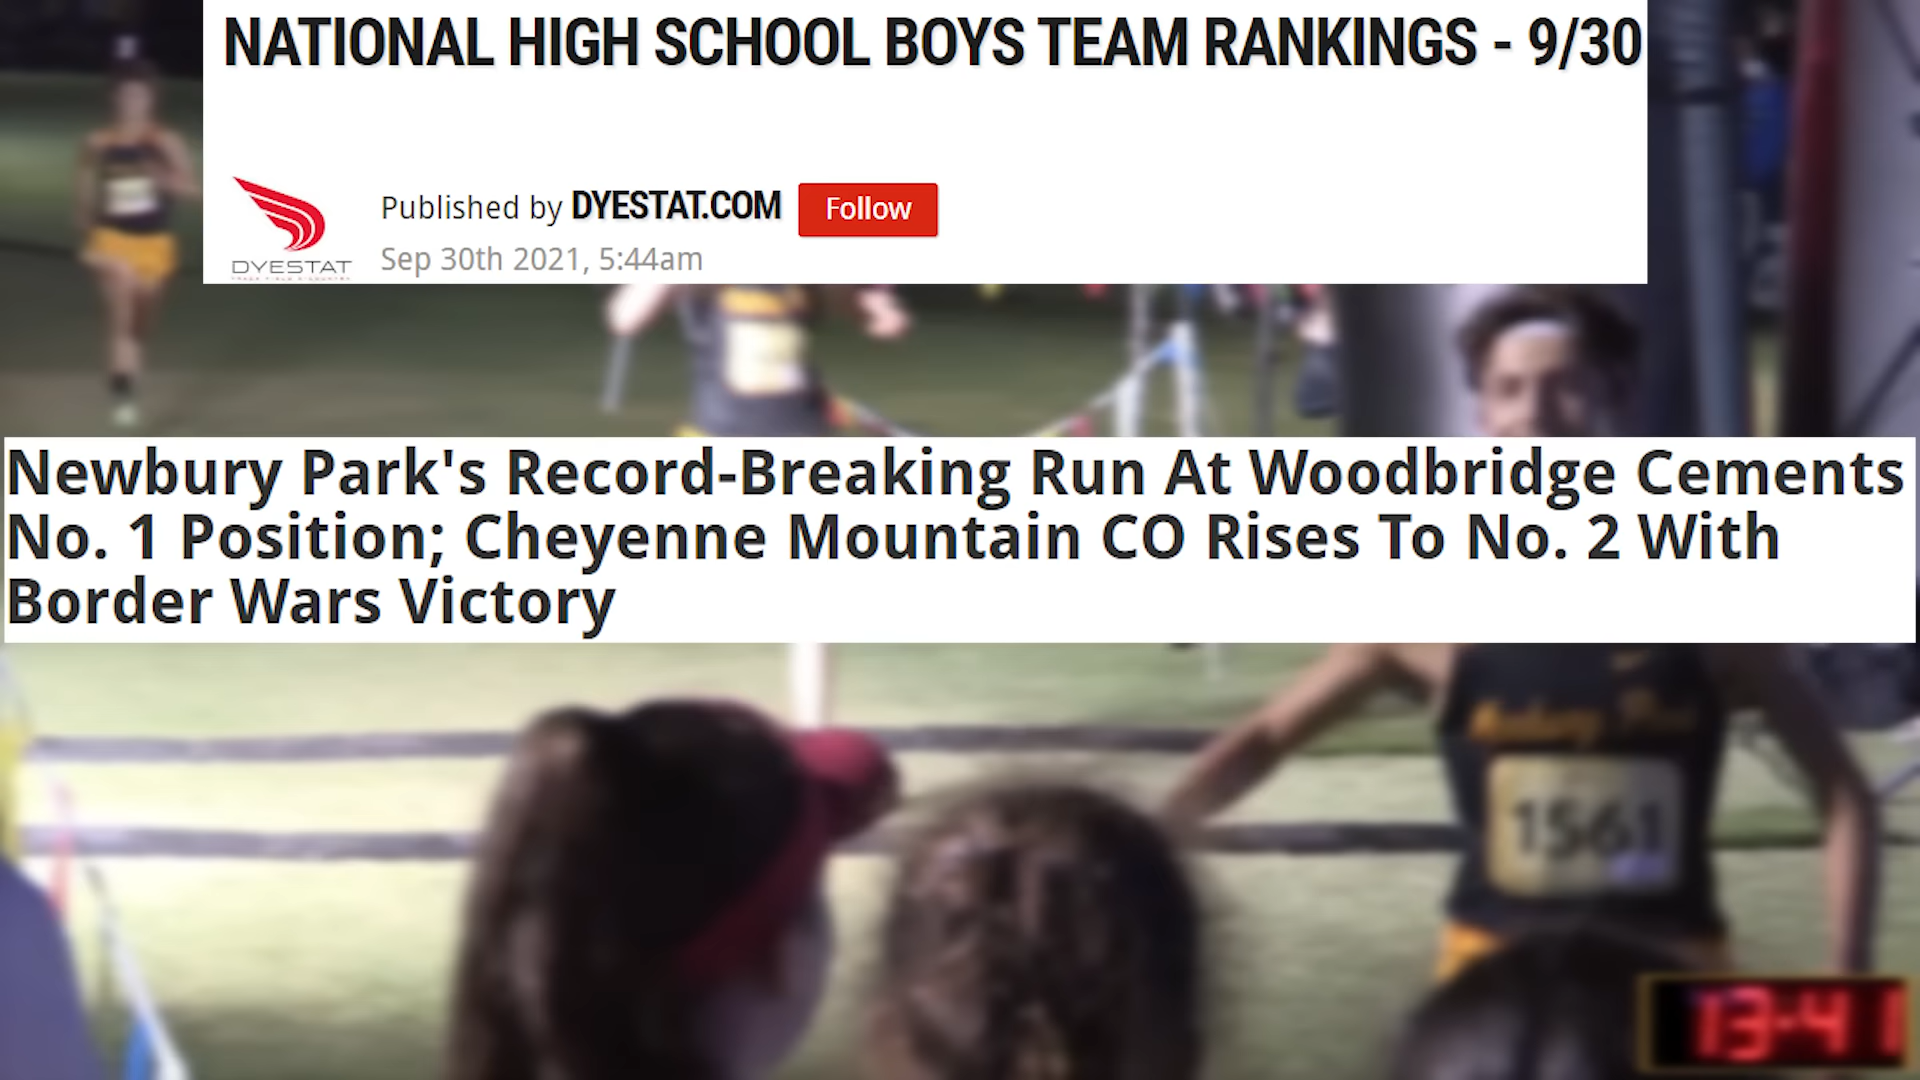 NATIONAL HIGH SCHOOL BOYS TEAM RANKINGS - 9/30
Published by DYESTAT.COM Follow
DYESTAT
Sep 30th 2021, 5:44am
Newbury Park's Record-Breaking Run At Woodbridge Cements
No. 1 Position; Cheyenne Mountain CO Rises To No. 2 With
Border Wars Victory
Newbury Park
1561
13-41